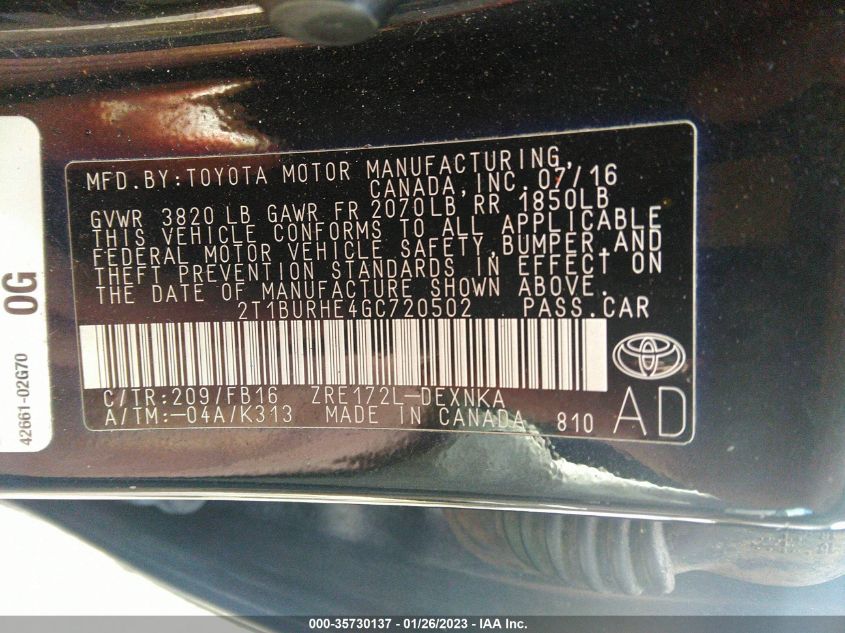 MFD.BY:TOYOTA MOTOR MANUFACTURING,
CANADA,INC. 07/16
GVWR 3820 LB GAWR FR 2070LB RR 1850LB
THIS VEHICLE CONFORMS TO ALL APPLICABLE
FEDERAL MOTOR VEHICLE SAFETY, BUMPER, AND
THEFT PREVENTION STANDARDS IN EFFECT ON
THE DATE OF MANUFACTURE SHOWN ABOVE.
2T1BURHE4GC720502 PASS.CAR
C/TR:209/FB16 ZRE172L-DEXNKA
A/TM:-04A/K313 MADE IN CANADA 810
AD
42661-02G70
0G
000-35730137 - 01/26/2023 - IAA Inc.